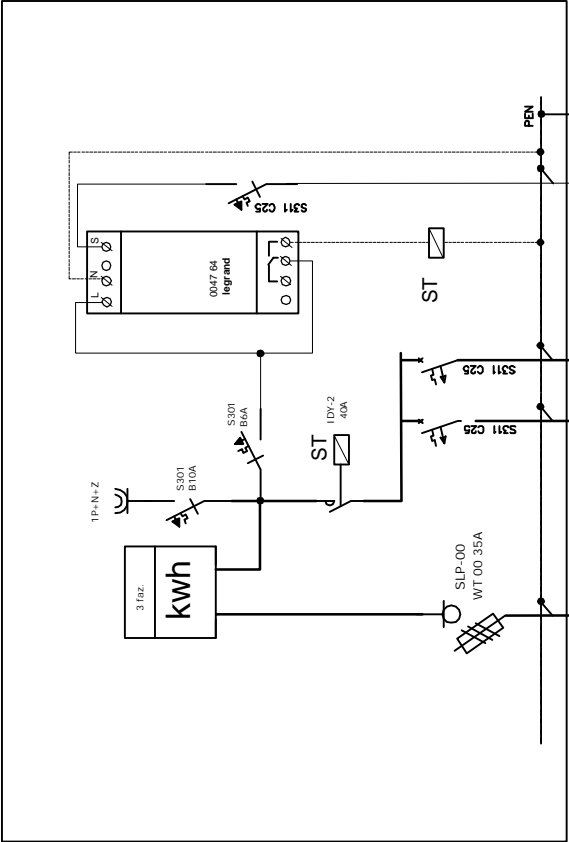 PEN
S311 C25
S
N
L
0047 64
legrand
ST
S311 C25
S311 C25
S301
B6A
ST
IDY-2
40A
S301
B10A
1P+N+Z
3 faz.
kwh
SLP-00
WT 00 35A